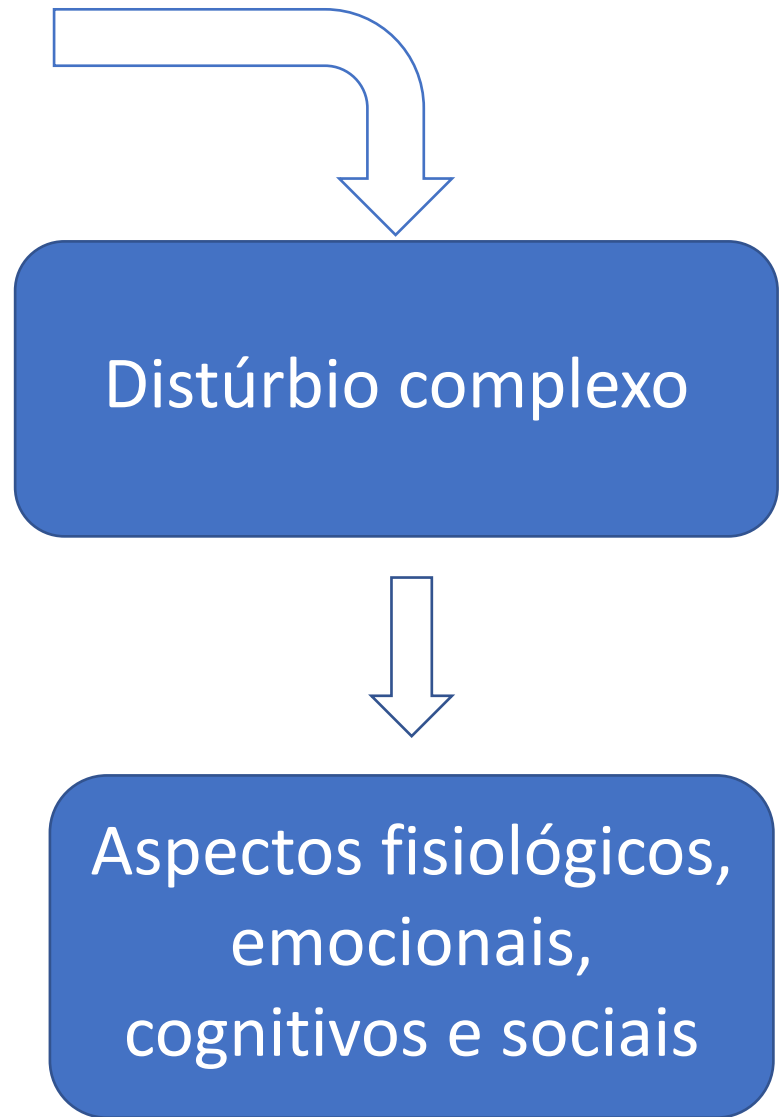 Distúrbio complexo
Aspectos fisiológicos,
emocionais,
cognitivos e sociais